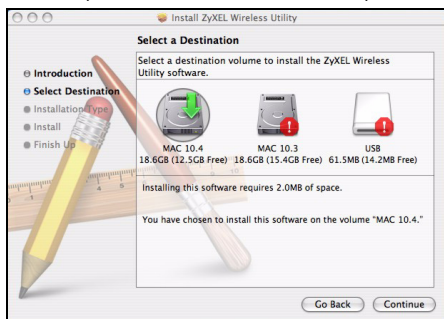 Install ZyXEL Wireless Utility
Select a Destination
Introduction
Select Destination
Installation Type
Install
Finish Up
Select a destination volume to install the ZyXEL Wireless
Utility software.
MAC 10.4
18.6GB (12.5GB Free)
MAC 10.3
18.6GB (15.4GB Free)
USB
61.5MB (14.2MB Free)
Installing this software requires 2.0MB of space.
You have chosen to install this software on the volume “MAC 10.4.”
Go Back
Continue